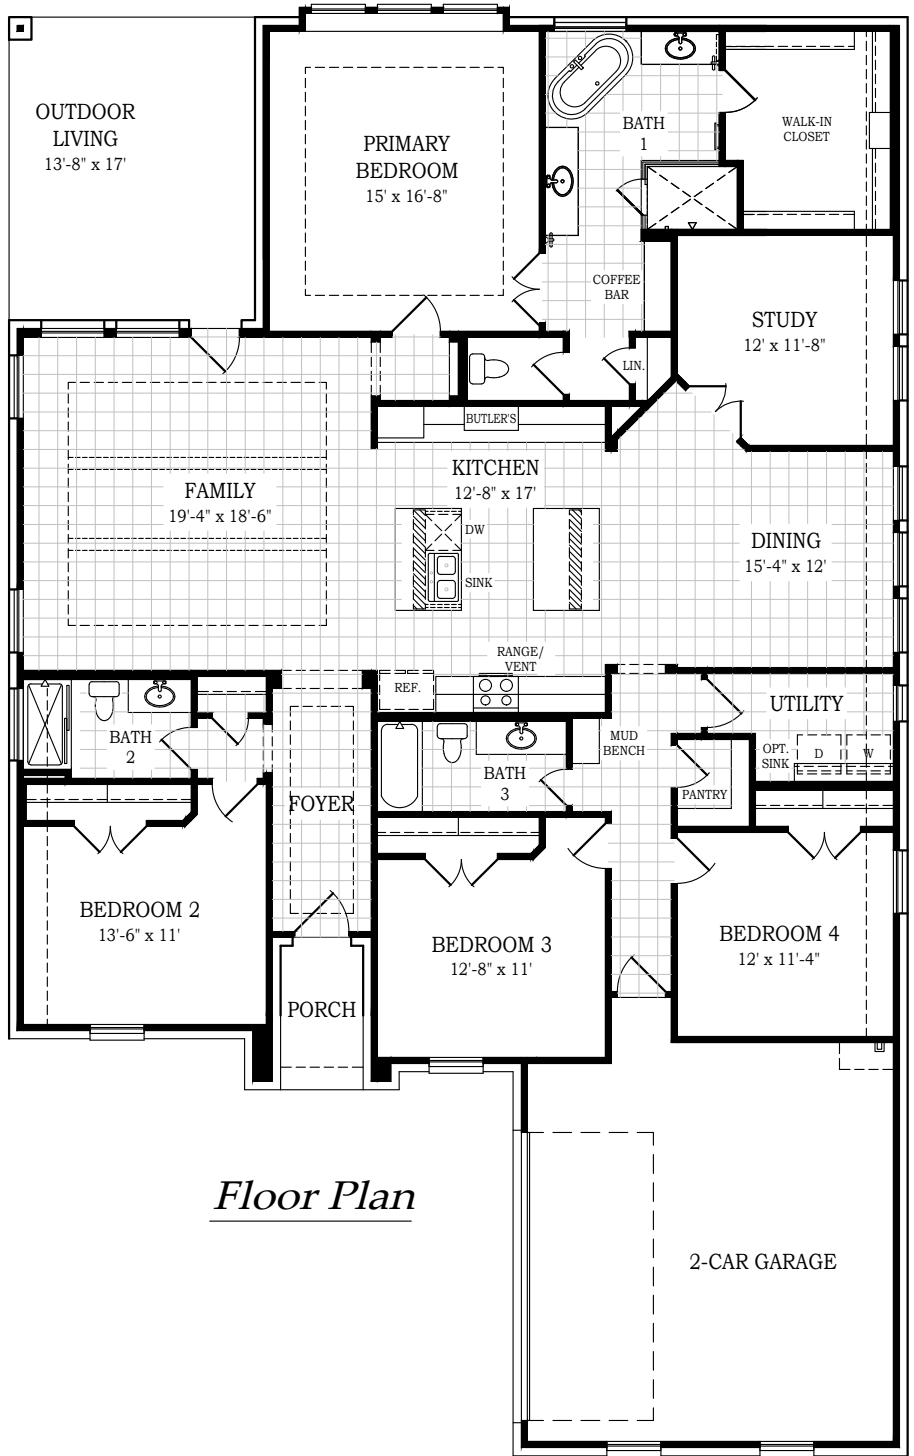 OUTDOOR
LIVING
13'-8" x 17'
PRIMARY
BEDROOM
15' x 16'-8"
BATH
1
WALK-IN
CLOSET
COFFEE
BAR
STUDY
12' x 11'-8"
LIN.
BUTLER'S
KITCHEN
12'-8" x 17'
FAMILY
19'-4" x 18'-6"
DW
SINK
DINING
15'-4" x 12'
RANGE/
VENT
REF.
UTILITY
BATH
2
MUD
BENCH
OPT.
SINK
D
W
BATH
3
PANTRY
FOYER
BEDROOM 2
13'-6" x 11'
BEDROOM 3
12'-8" x 11'
BEDROOM 4
12' x 11'-4"
PORCH
Floor Plan
2-CAR GARAGE